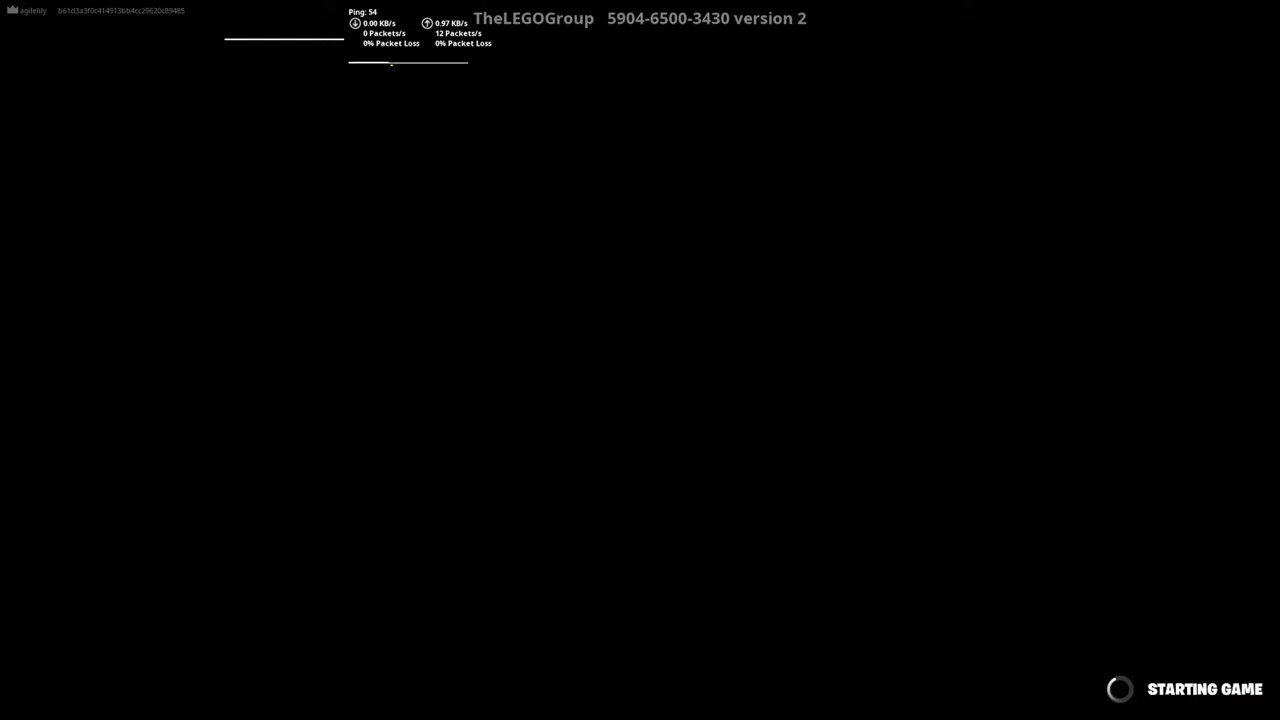 agilelily b61d3a3f0c414913bb4cc29620c89485
Ping: 54
0.00 KB/s 0.97 KB/s
0 Packets/s 12 Packets/s
0% Packet Loss 0% Packet Loss
TheLEGOGroup 5904-6500-3430 version 2
STARTING GAME